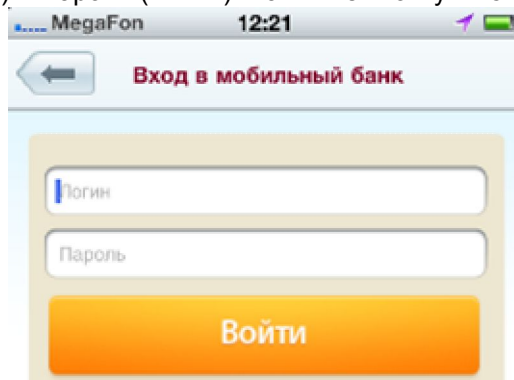 MegaFon 12:21
Вход в мобильный банк
Логин
Пароль
Войти